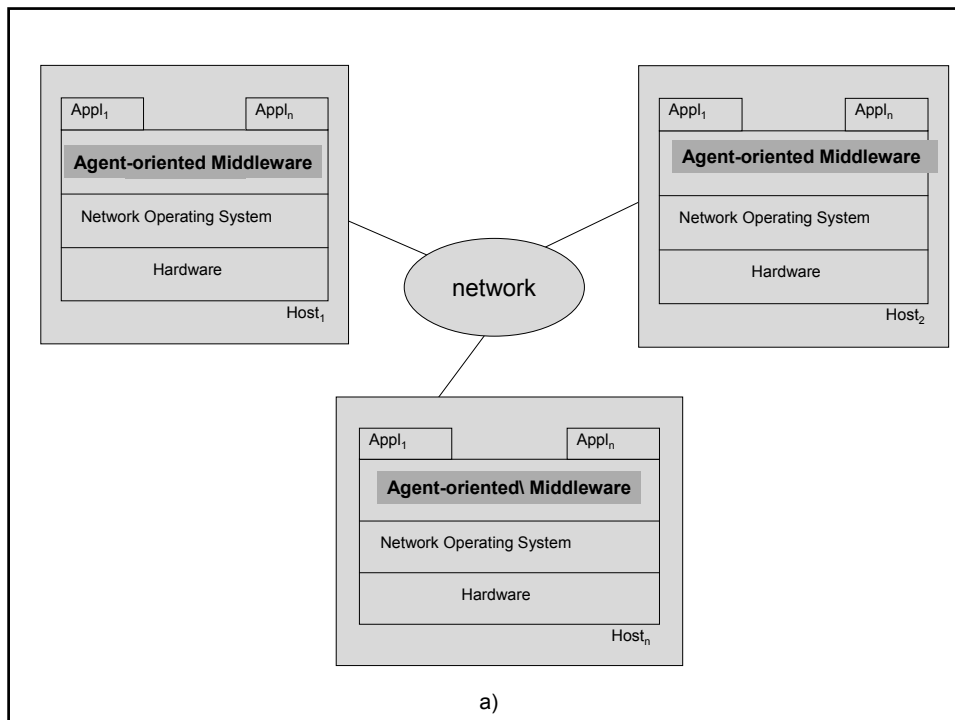 Appl₁ Applₙ
Agent-oriented Middleware
Network Operating System
Hardware
Host₁
Appl₁ Applₙ
Agent-oriented Middleware
Network Operating System
Hardware
Host₂
network
Appl₁ Applₙ
Agent-oriented\ Middleware
Network Operating System
Hardware
Hostₙ
a)